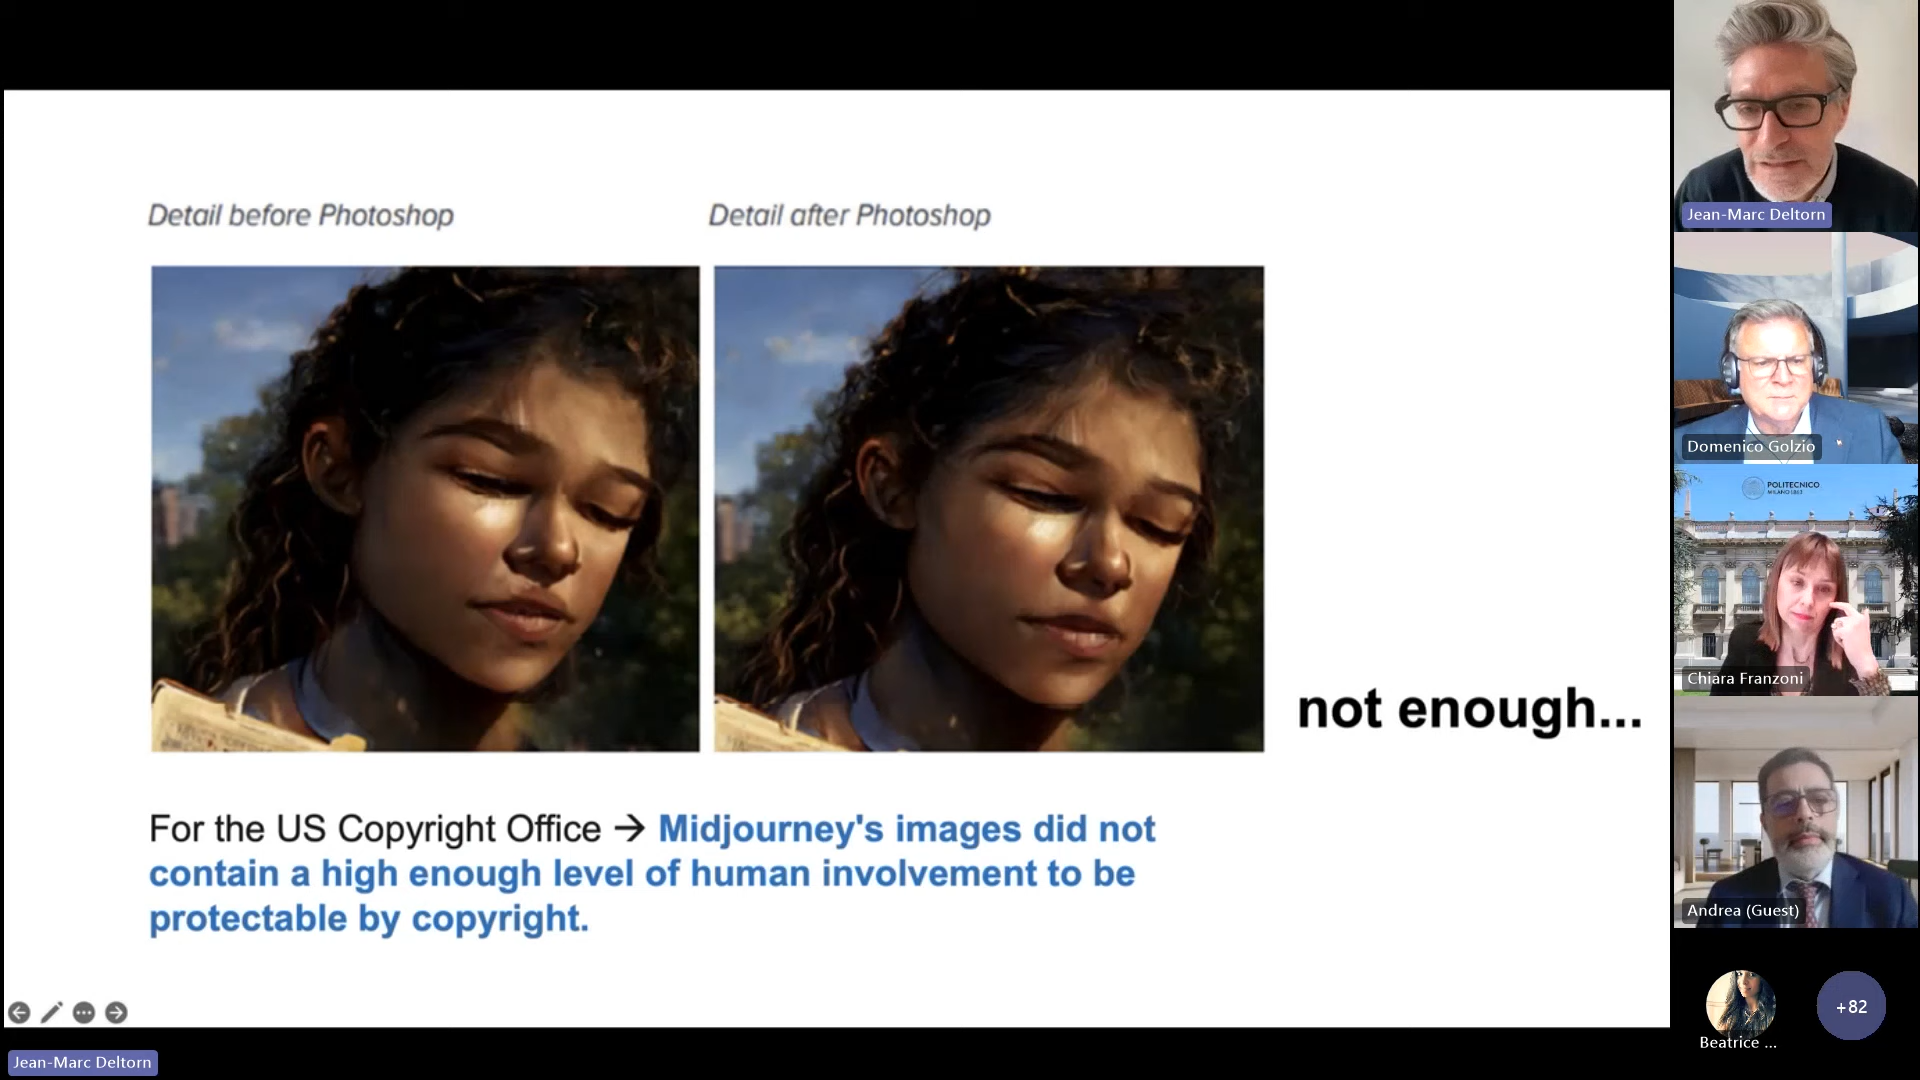 Detail before Photoshop
Detail after Photoshop
not enough...
For the US Copyright Office → Midjourney's images did not
contain a high enough level of human involvement to be
protectable by copyright.
Jean-Marc Deltorn
Jean-Marc Deltorn
Domenico Golzio
POLITECNICO
MILANO 1863
Chiara Franzoni
Andrea (Guest)
Beatrice ...
+82